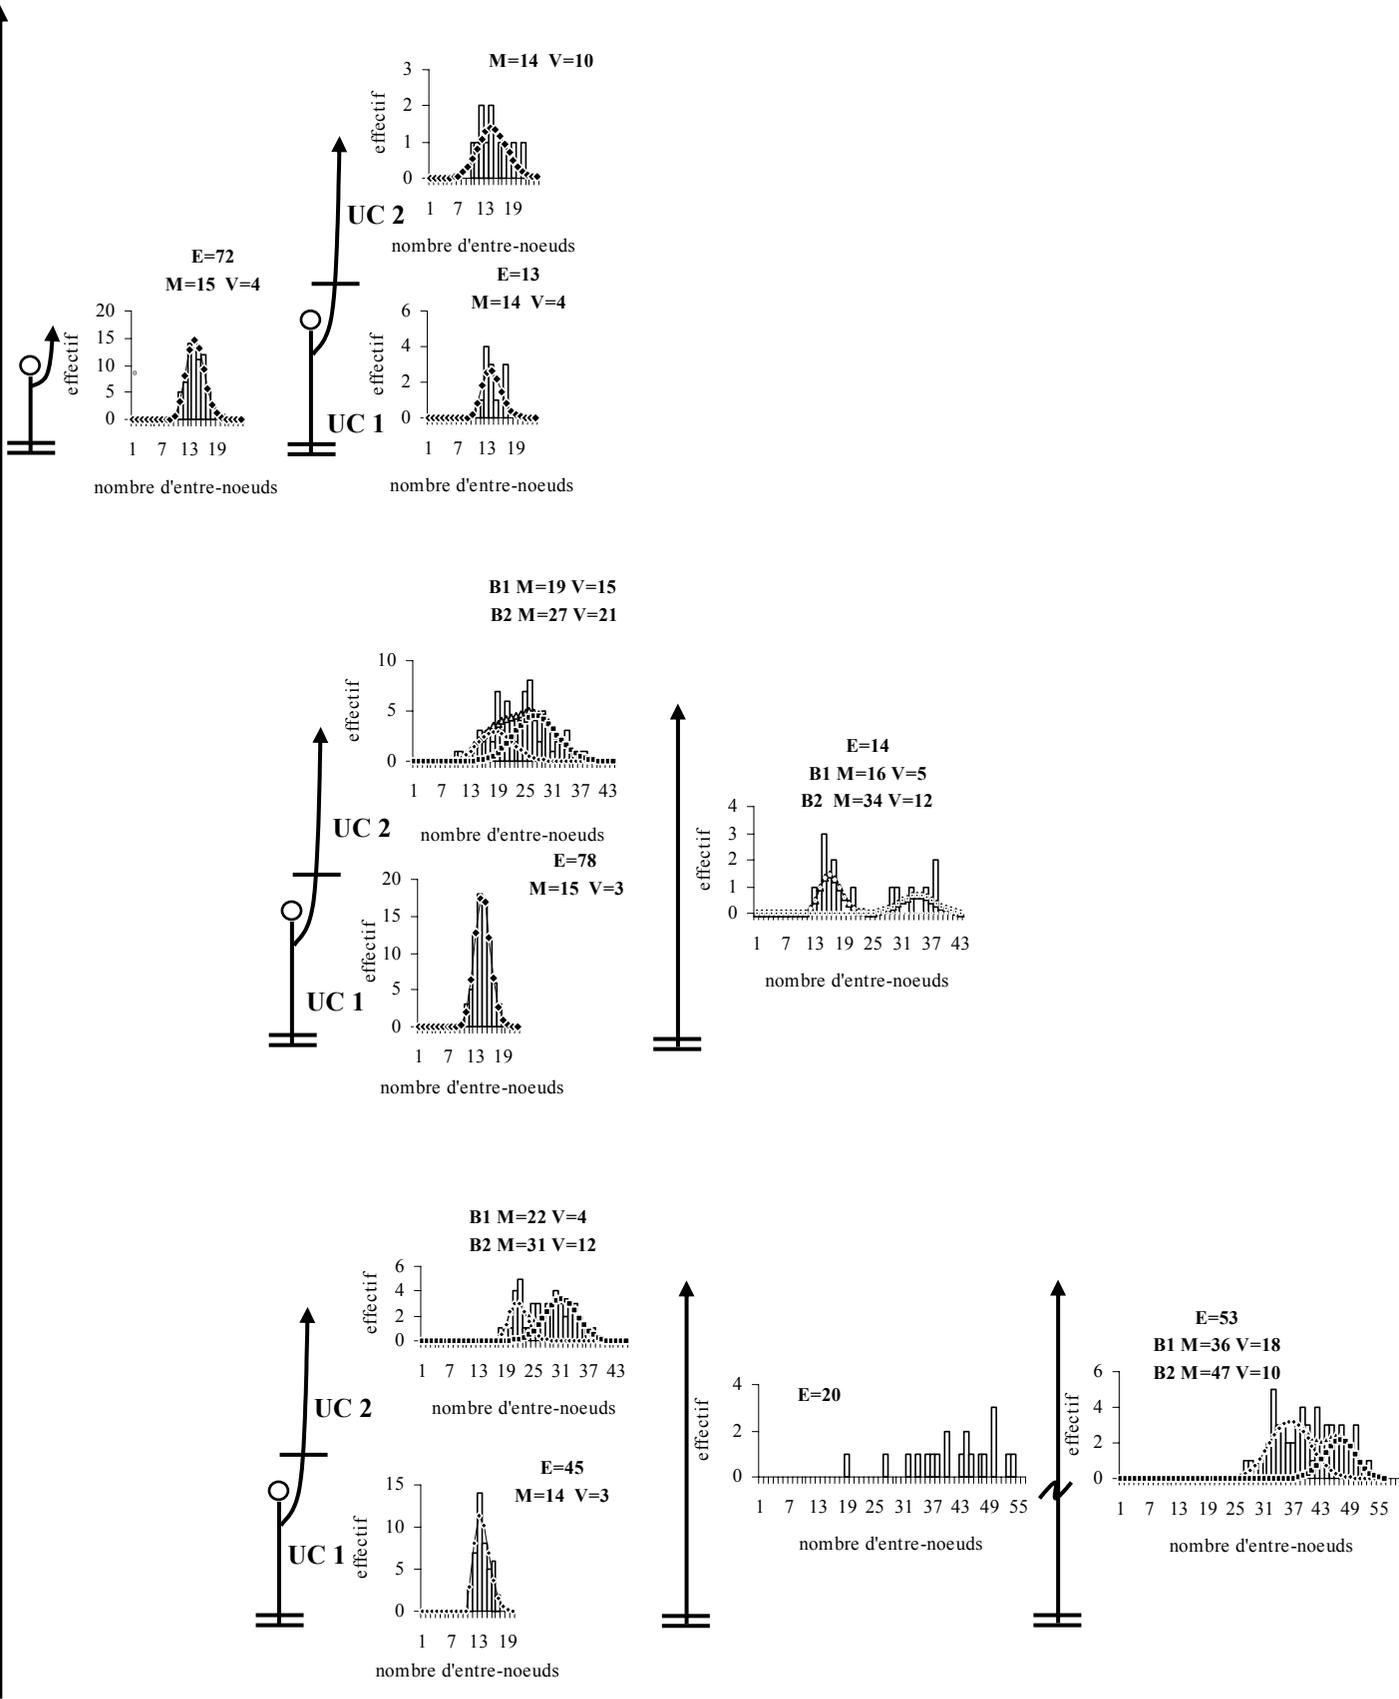 M=14 V=10
3
2
1
0
effectif
1 7 13 19
nombre d'entre-noeuds
UC 2
E=72
M=15 V=4
20
15
10
5
0
effectif
1 7 13 19
nombre d'entre-noeuds
E=13
M=14 V=4
6
4
2
0
effectif
UC 1
1 7 13 19
nombre d'entre-noeuds
B1 M=19 V=15
B2 M=27 V=21
10
5
0
effectif
1 7 13 19 25 31 37 43
UC 2
nombre d'entre-noeuds
E=78
M=15 V=3
20
15
10
5
0
effectif
UC 1
1 7 13 19
nombre d'entre-noeuds
E=14
B1 M=16 V=5
B2 M=34 V=12
4
3
2
1
0
effectif
1 7 13 19 25 31 37 43
nombre d'entre-noeuds
B1 M=22 V=4
B2 M=31 V=12
6
4
2
0
effectif
1 7 13 19 25 31 37 43
UC 2
nombre d'entre-noeuds
E=45
M=14 V=3
15
10
5
0
effectif
UC 1
1 7 13 19
nombre d'entre-noeuds
E=20
4
2
0
effectif
1 7 13 19 25 31 37 43 49 55
nombre d'entre-noeuds
E=53
B1 M=36 V=18
B2 M=47 V=10
6
4
2
0
effectif
1 7 13 19 25 31 37 43 49 55
nombre d'entre-noeuds